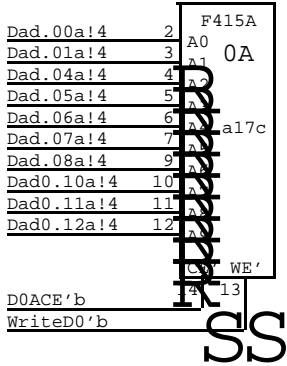 F415A
Dad.00a!4 2 A0 0A
Dad.01a!4 3 A1
Dad.04a!4 4 A2
Dad.05a!4 5
Dad.06a!4 6 a17c
Dad.07a!4 7
Dad.08a!4 9
Dad0.10a!4 10
Dad0.11a!4 11
Dad0.12a!4 12
WE'
13
D0ACE'b
WriteD0'b
SS